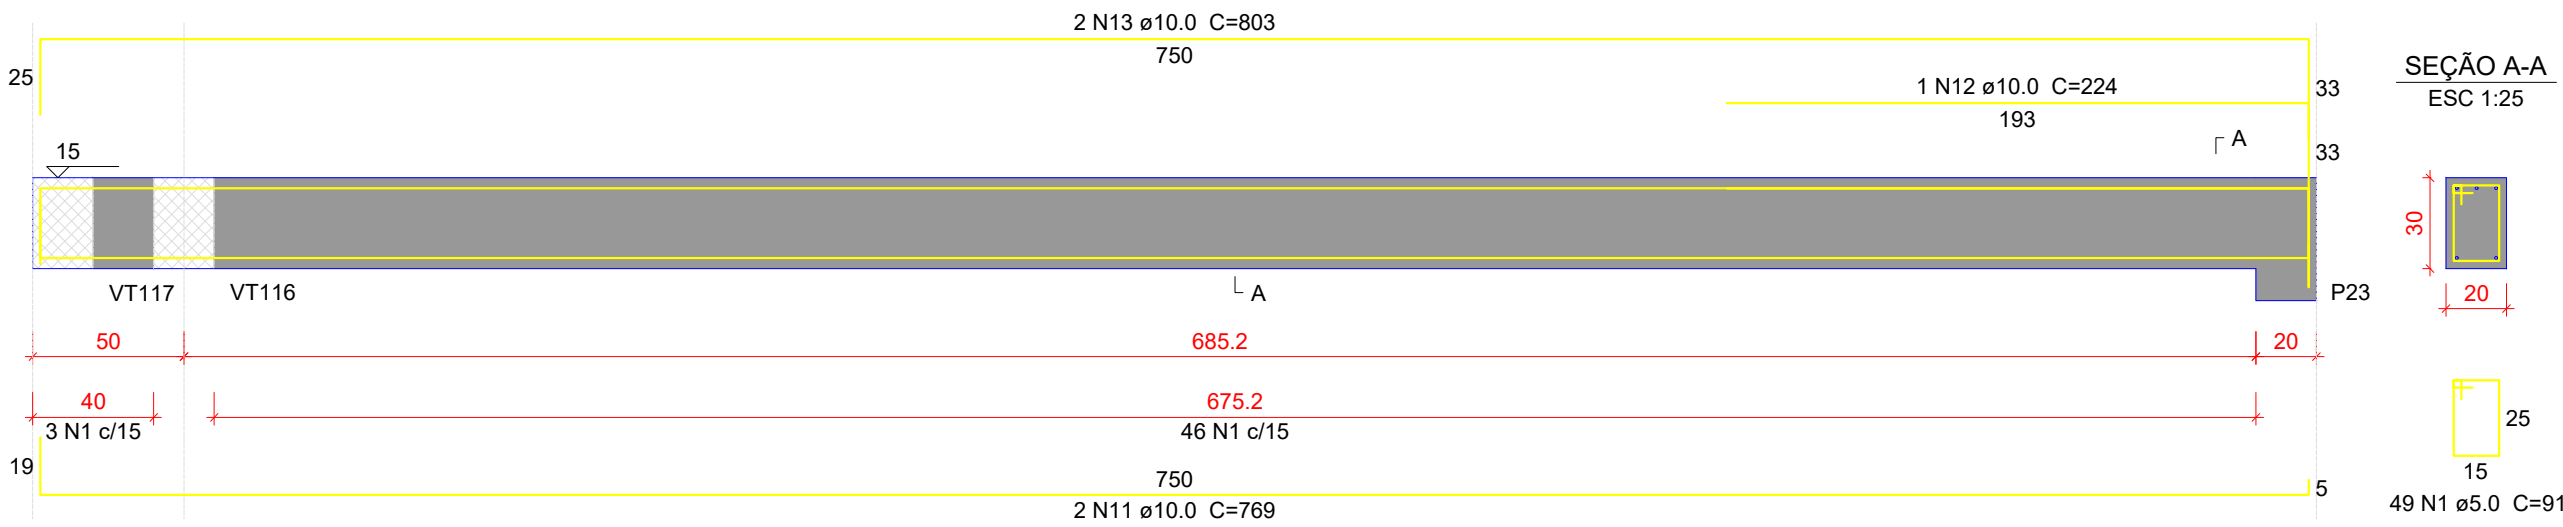 2 N13 ø10.0  C=803
750
25
33
1 N12 ø10.0  C=224
193
33
15
A
VT117
VT116
A
P23
50
685.2
20
40
3 N1 c/15
675.2
46 N1 c/15
19
750
5
2 N11 ø10.0  C=769
SEÇÃO A-A
ESC 1:25
30
20
25
15
49 N1 ø5.0  C=91